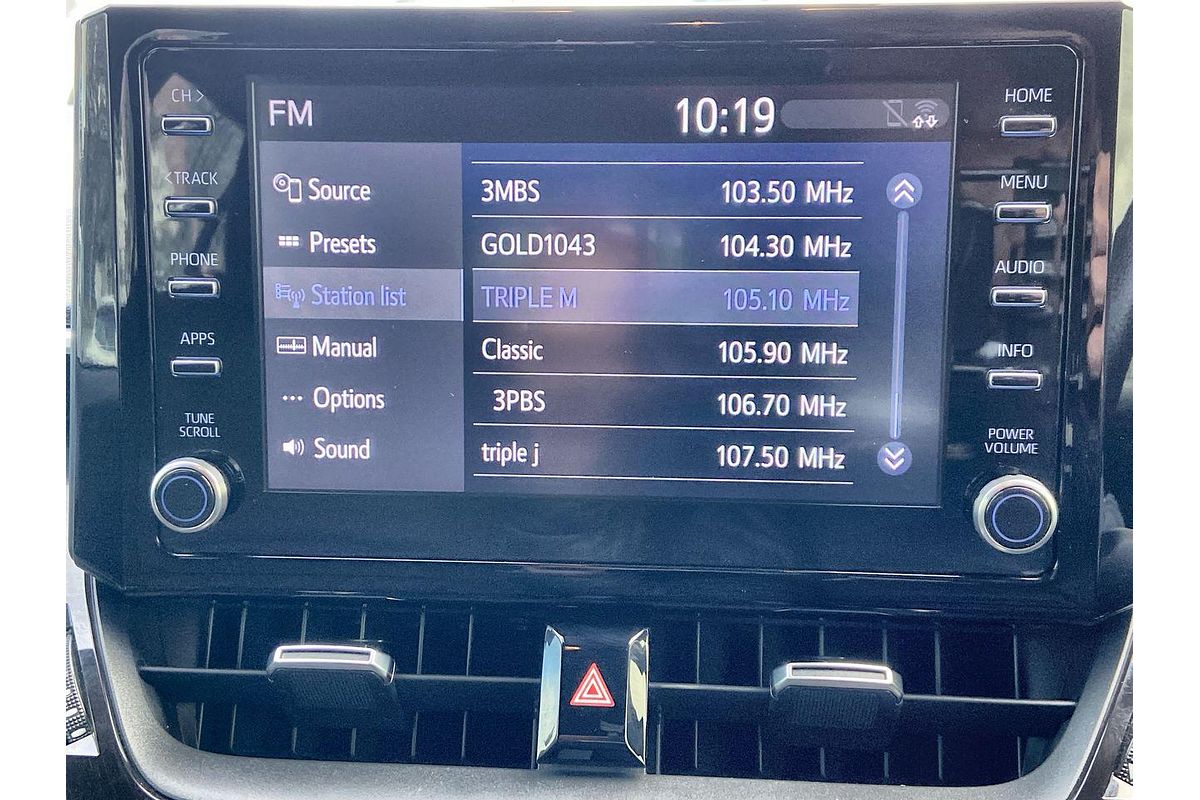 CH >
<TRACK
PHONE
APPS
TUNE
SCROLL
FM
10:19
Source
Presets
Station list
Manual
Options
Sound
3MBS 103.50 MHz
GOLD1043 104.30 MHz
TRIPLE M 105.10 MHz
Classic 105.90 MHz
3PBS 106.70 MHz
triple j 107.50 MHz
HOME
MENU
AUDIO
INFO
POWER
VOLUME